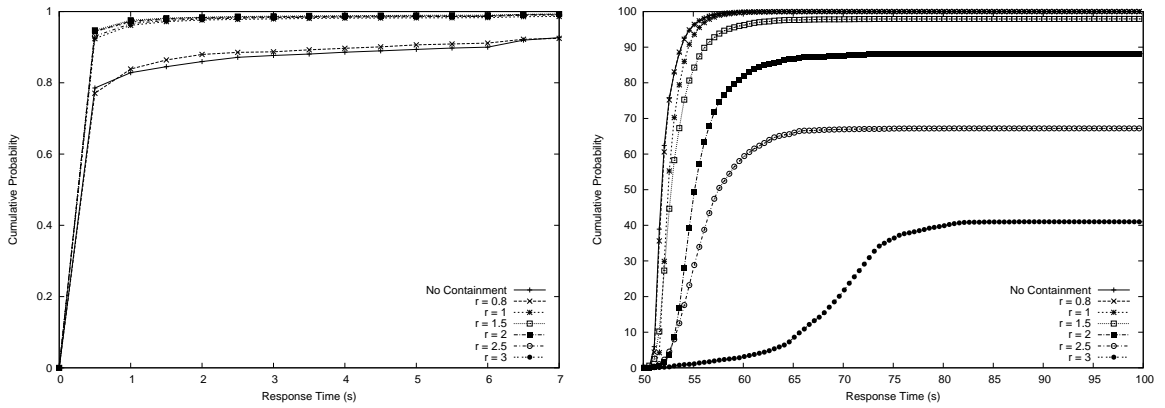 1
0.8
0.6
0.4
0.2
0
Cumulative Probability
No Containment
r = 0.8
r = 1
r = 1.5
r = 2
r = 2.5
r = 3
0 1 2 3 4 5 6 7
Response Time (s)
100
90
80
70
60
50
40
30
20
10
0
Cumulative Probability
No Containment
r = 0.8
r = 1
r = 1.5
r = 2
r = 2.5
r = 3
50 55 60 65 70 75 80 85 90 95 100
Response Time (s)